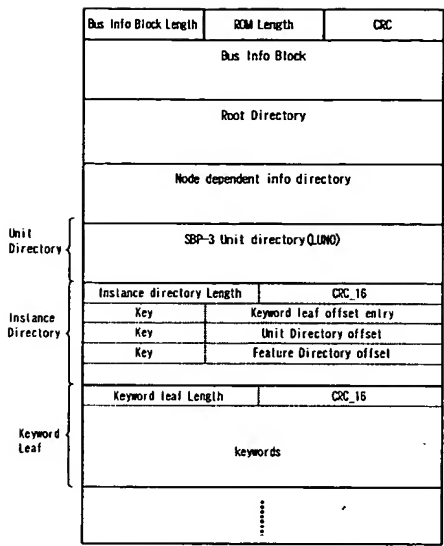 Bus Info Block Length ROM Length CRC
Bus Info Block
Root Directory
Node dependent info directory
Unit Directory
SBP-3 Unit directory(LUN0)
Instance Directory
Instance directory Length CRC_16
Key Keyword leaf offset entry
Key Unit Directory offset
Key Feature Directory offset
Keyword Leaf
Keyword leaf Length CRC_16
keywords